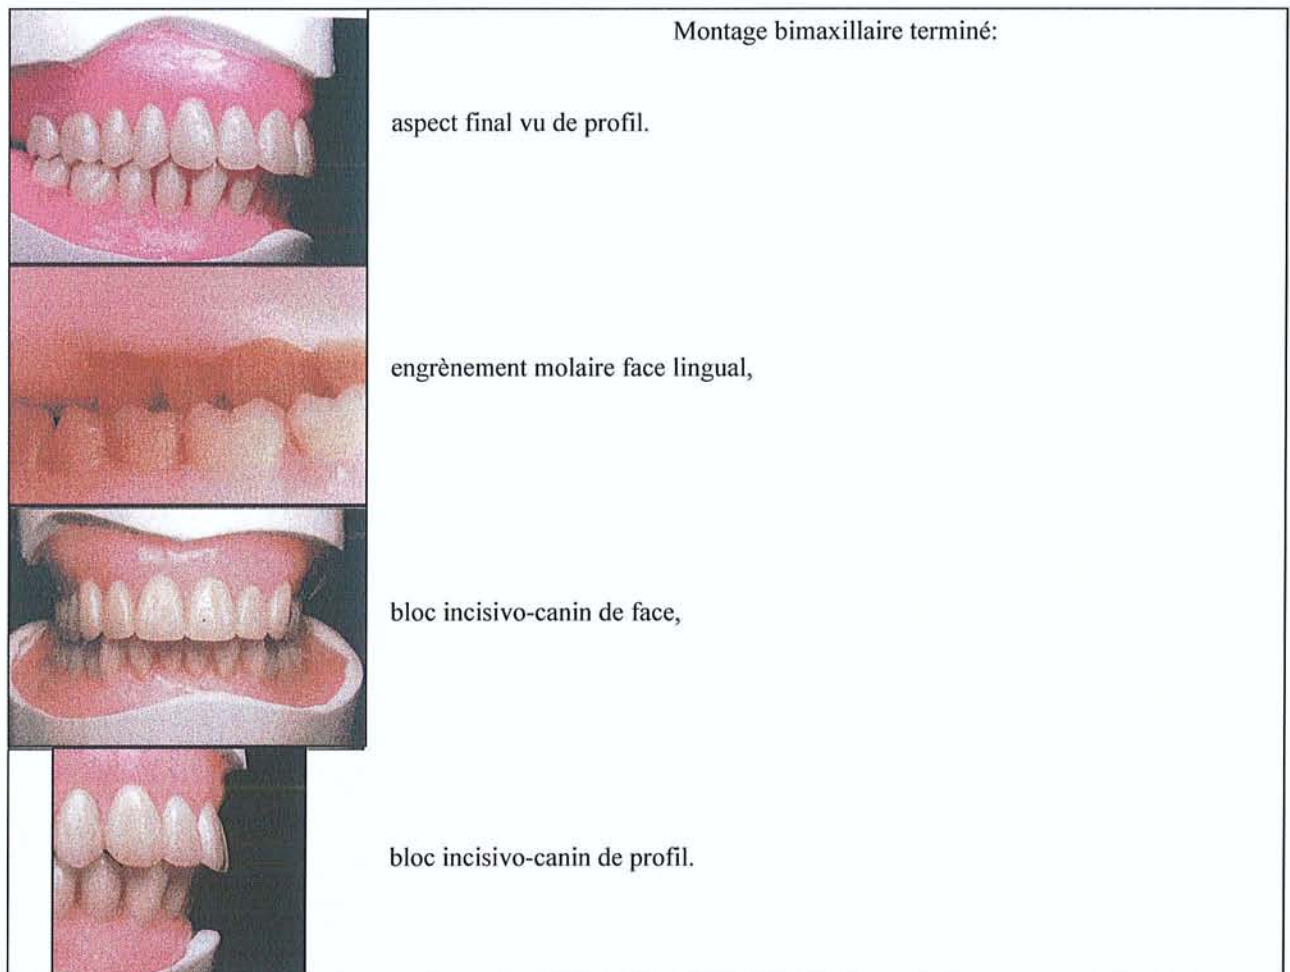 Montage bimaxillaire terminé:
aspect final vu de profil.
engrènement molaire face lingual,
bloc incisivo-canin de face,
bloc incisivo-canin de profil.